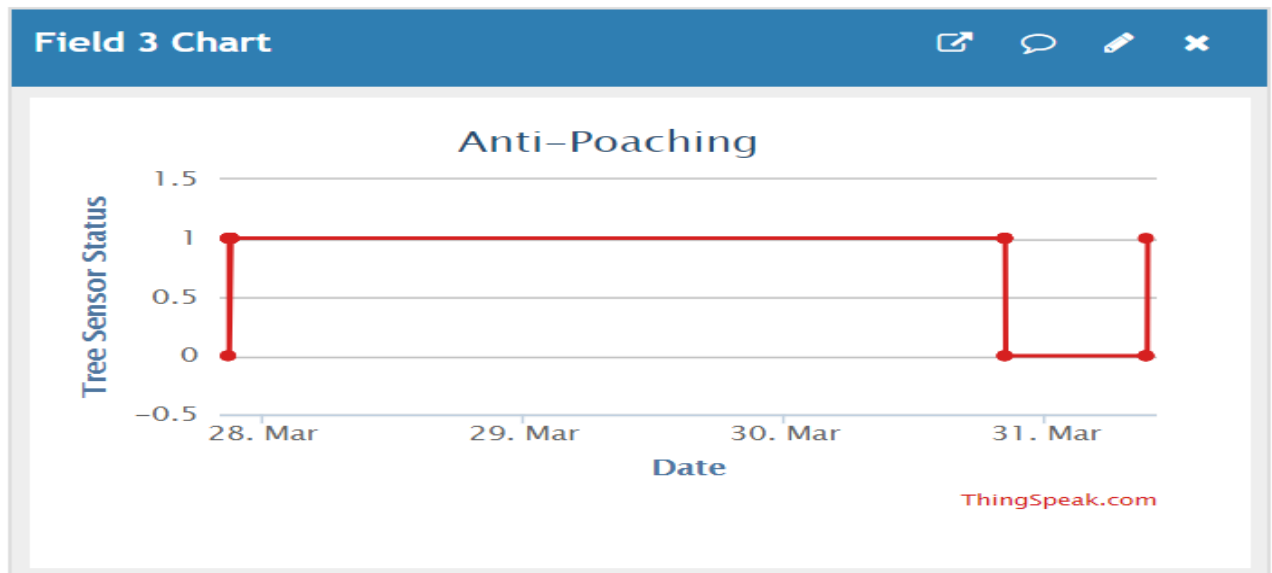 Field 3 Chart
Anti-Poaching
Tree Sensor Status
1.5
1
0.5
0
-0.5
28. Mar 29. Mar 30. Mar 31. Mar
Date
ThingSpeak.com